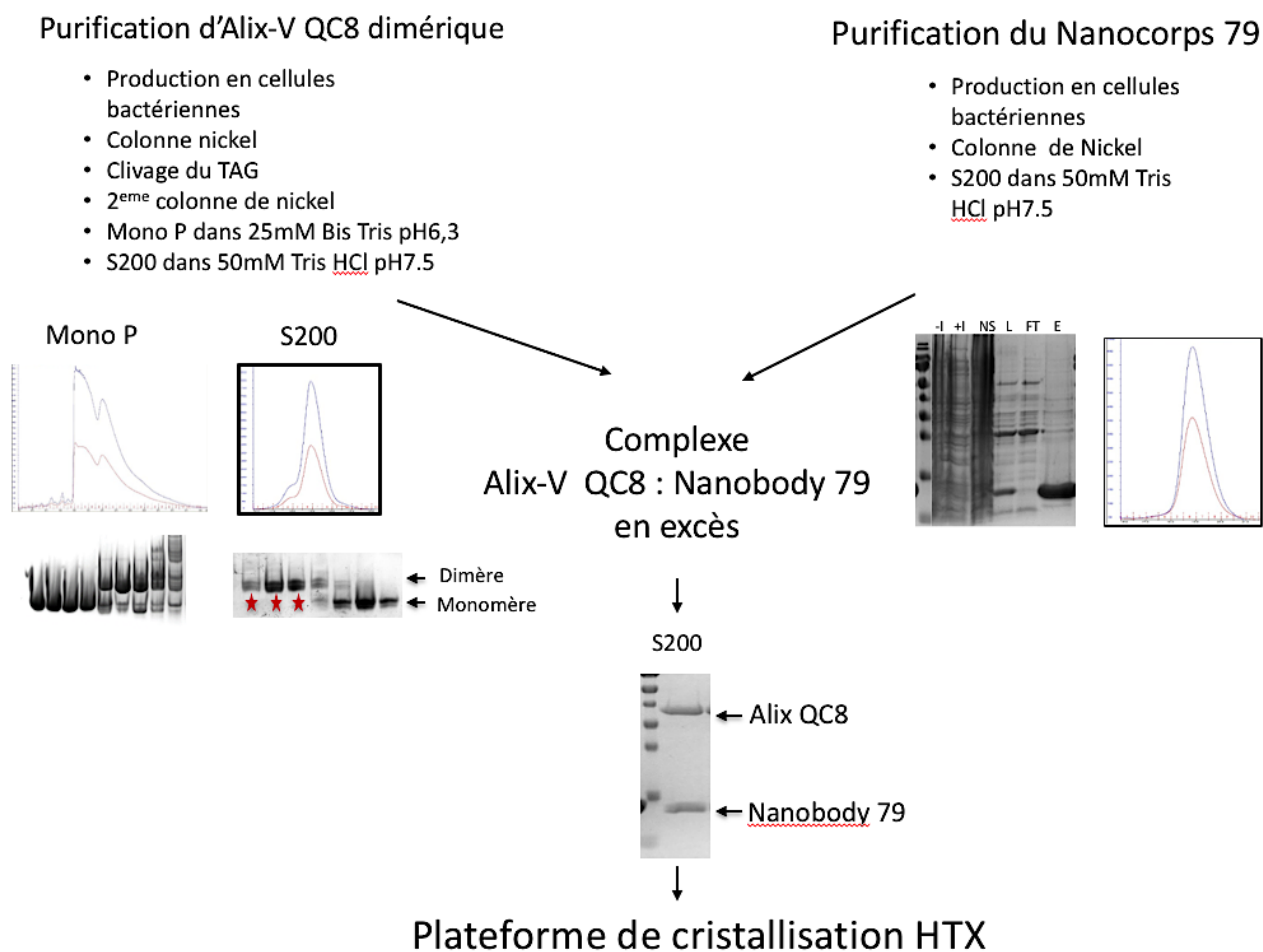 Purification d’Alix-V QC8 dimérique
• Production en cellules
bactériennes
• Colonne nickel
• Clivage du TAG
• 2eme colonne de nickel
• Mono P dans 25mM Bis Tris pH6,3
• S200 dans 50mM Tris HCl pH7.5
Purification du Nanocorps 79
• Production en cellules
bactériennes
• Colonne de Nickel
• S200 dans 50mM Tris
HCl pH7.5
Mono P
S200
Dimère
Monomère
-I +I NS L FT E
Complexe
Alix-V QC8 : Nanobody 79
en excès
S200
Alix QC8
Nanobody 79
Plateforme de cristallisation HTX